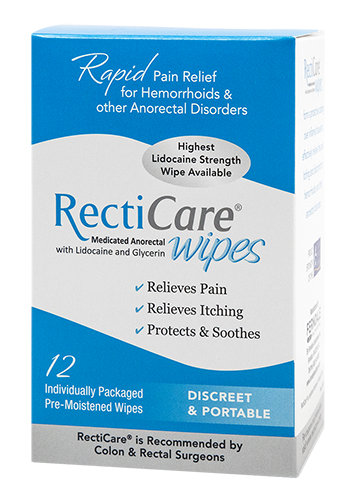 Rapid Pain Relief
for Hemorrhoids &
other Anorectal Disorders
Highest
Lidocaine Strength
Wipe Available
RectiCare®
Medicated Anorectal
with Lidocaine and Glycerin
wipes
✓ Relieves Pain
✓ Relieves Itching
✓ Protects & Soothes
12
Individually Packaged
Pre-Moistened Wipes
DISCREET
& PORTABLE
RectiCare® is Recommended by
Colon & Rectal Surgeons
RectiCare
wipes